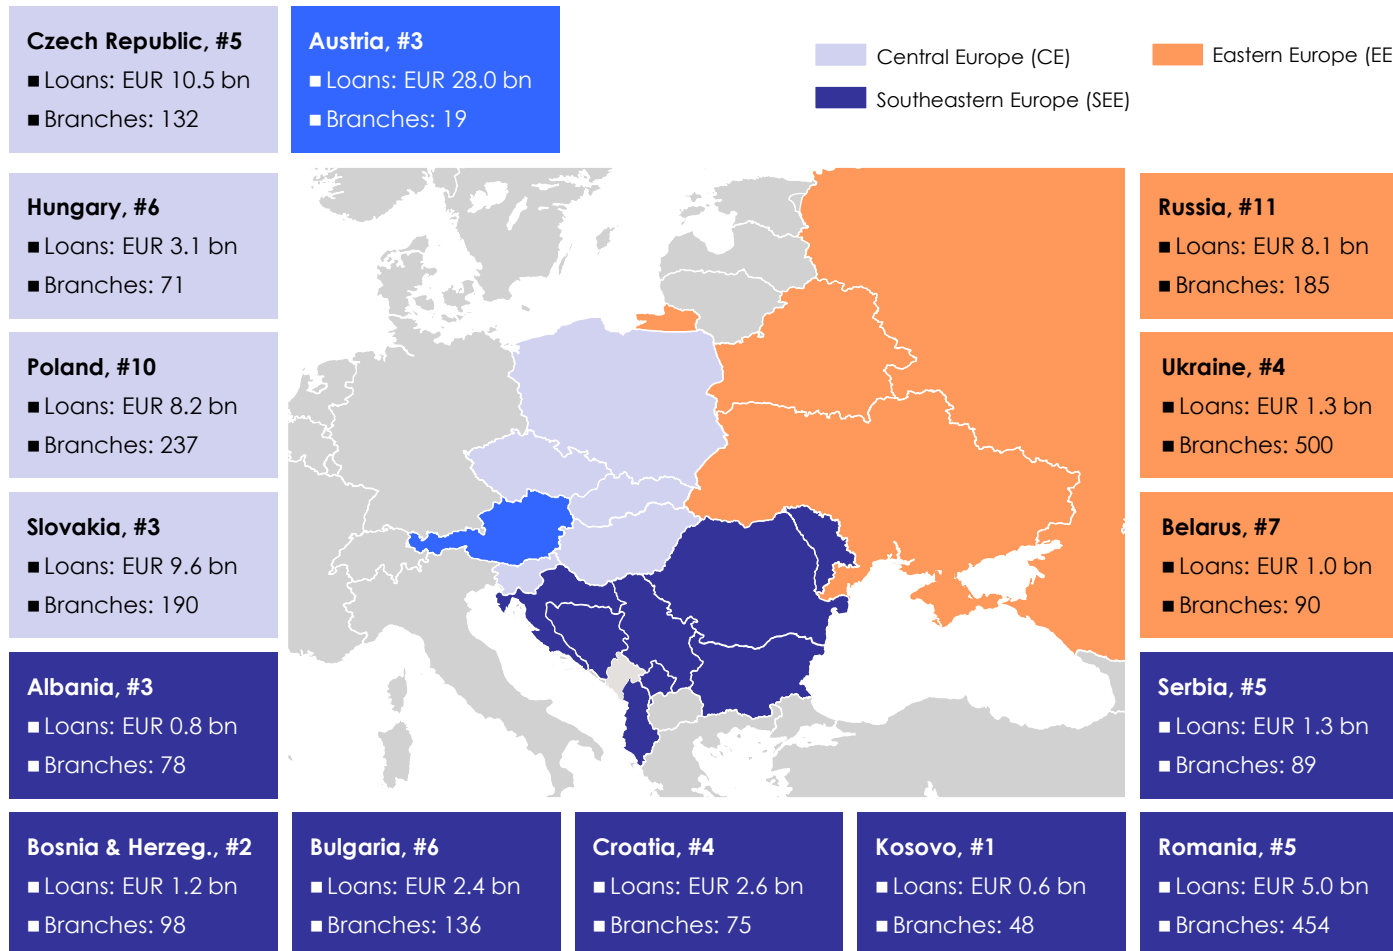 Czech Republic, #5
■ Loans: EUR 10.5 bn
■ Branches: 132
Austria, #3
■ Loans: EUR 28.0 bn
■ Branches: 19
Central Europe (CE)
Eastern Europe (EE
Southeastern Europe (SEE)
Hungary, #6
■ Loans: EUR 3.1 bn
■ Branches: 71
Poland, #10
■ Loans: EUR 8.2 bn
■ Branches: 237
Slovakia, #3
■ Loans: EUR 9.6 bn
■ Branches: 190
Albania, #3
■ Loans: EUR 0.8 bn
■ Branches: 78
Russia, #11
■ Loans: EUR 8.1 bn
■ Branches: 185
Ukraine, #4
■ Loans: EUR 1.3 bn
■ Branches: 500
Belarus, #7
■ Loans: EUR 1.0 bn
■ Branches: 90
Serbia, #5
■ Loans: EUR 1.3 bn
■ Branches: 89
Bosnia & Herzeg., #2
■ Loans: EUR 1.2 bn
■ Branches: 98
Bulgaria, #6
■ Loans: EUR 2.4 bn
■ Branches: 136
Croatia, #4
■ Loans: EUR 2.6 bn
■ Branches: 75
Kosovo, #1
■ Loans: EUR 0.6 bn
■ Branches: 48
Romania, #5
■ Loans: EUR 5.0 bn
■ Branches: 454